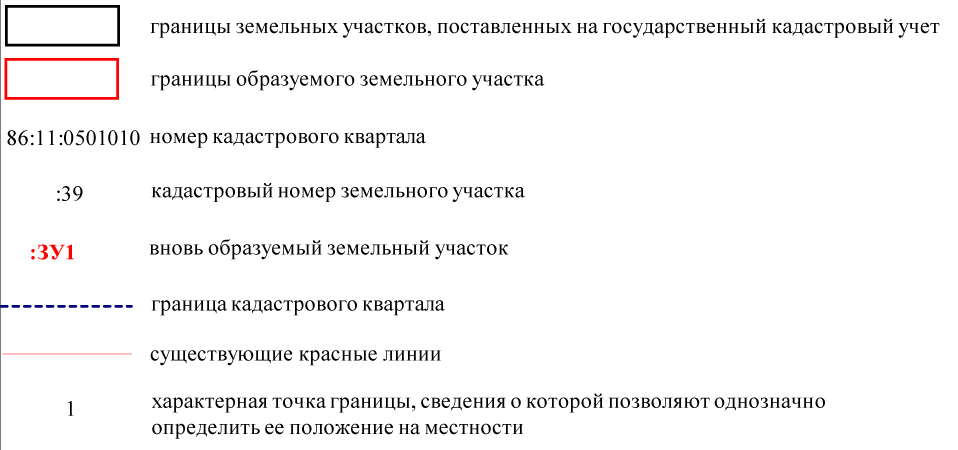 границы земельных участков, поставленных на государственный кадастровый учет
границы образуемого земельного участка
86:11:0501010 номер кадастрового квартала
:39 кадастровый номер земельного участка
:ЗУ1 вновь образуемый земельный участок
граница кадастрового квартала
существующие красные линии
1 характерная точка границы, сведения о которой позволяют однозначно
определить ее положение на местности